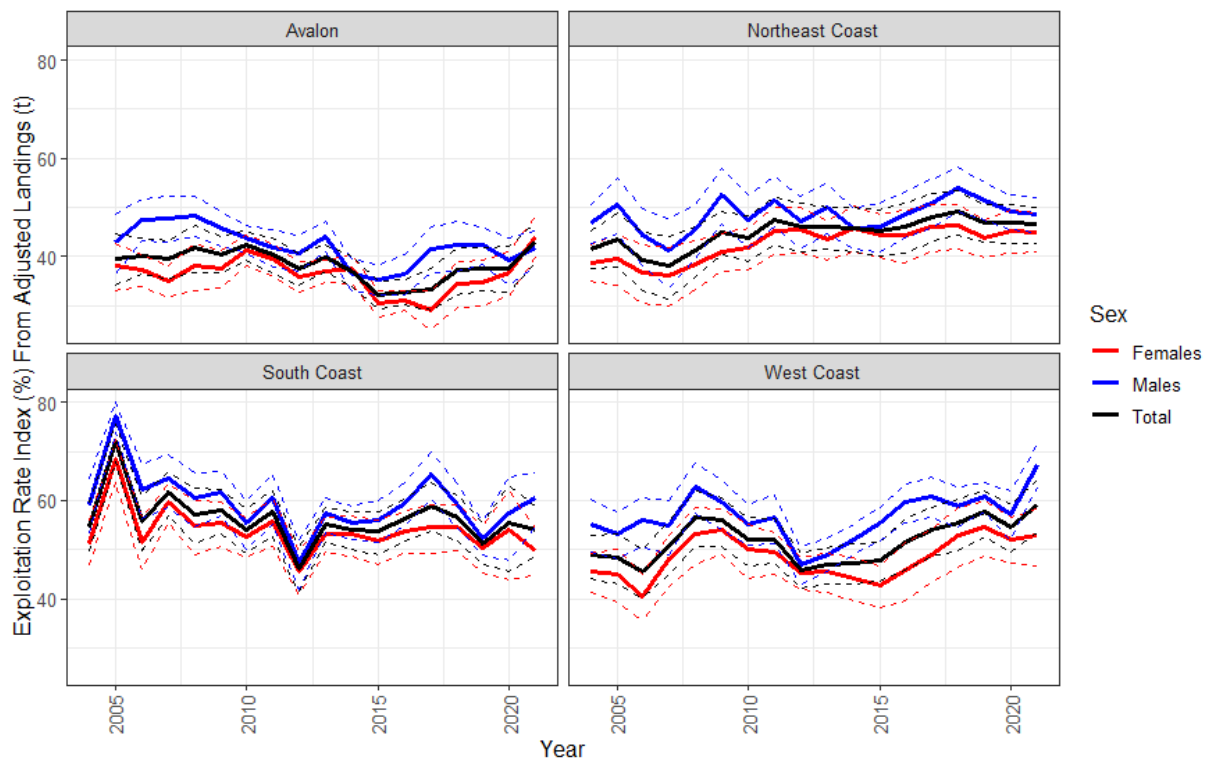 Avalon
Northeast Coast
80
60
40
South Coast
West Coast
80
60
40
Exploitation Rate Index (%) From Adjusted Landings (t)
2005
2010
2015
2020
2005
2010
2015
2020
Year
Sex
Females
Males
Total